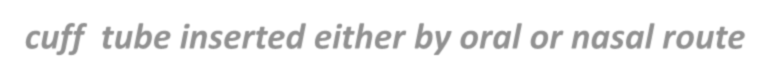 cuff tube inserted either by oral or nasal route